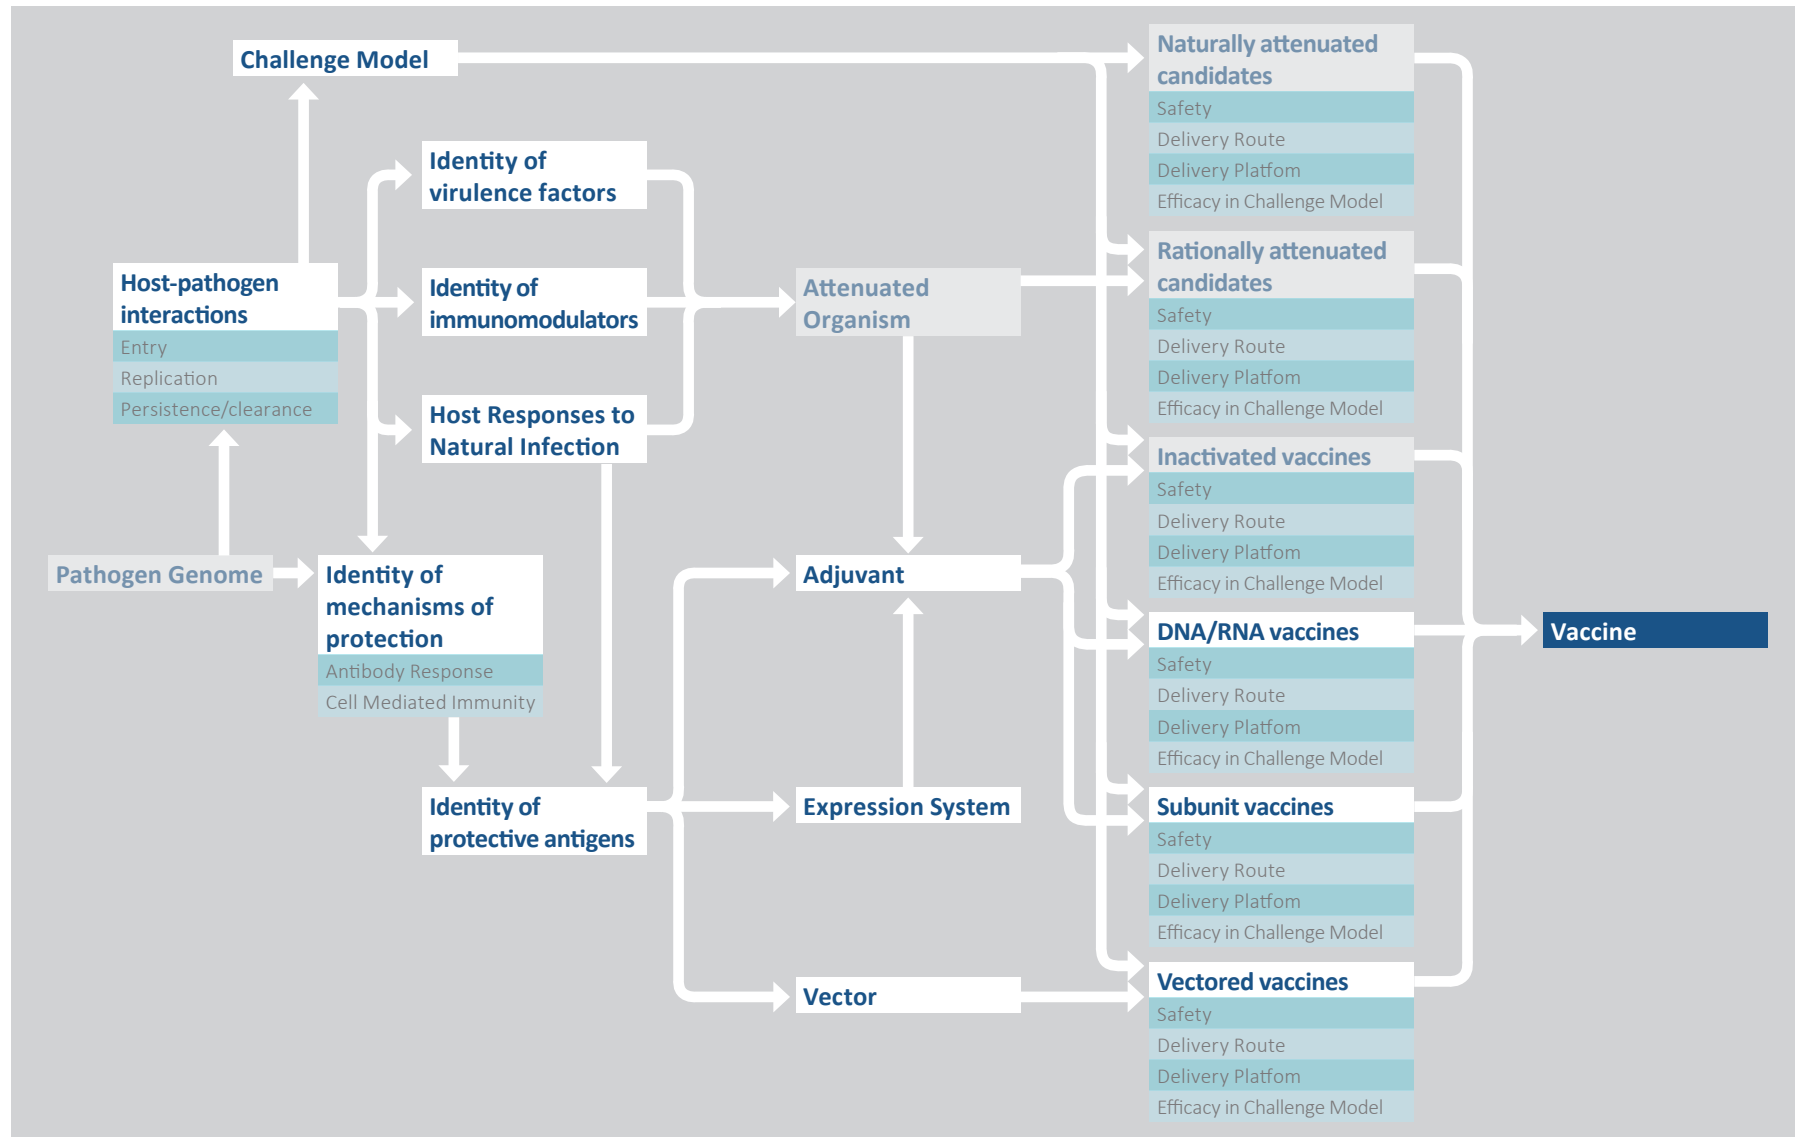 Challenge Model
Identity of
virulence factors
Host-pathogen
interactions
Entry
Replication
Persistence/clearance
Identity of
immunomodulators
Host Responses to
Natural Infection
Pathogen Genome
Identity of
mechanisms of
protection
Antibody Response
Cell Mediated Immunity
Identity of
protective antigens
Attenuated
Organism
Adjuvant
Expression System
Vector
Naturally attenuated
candidates
Safety
Delivery Route
Delivery Platfom
Efficacy in Challenge Model
Rationally attenuated
candidates
Safety
Delivery Route
Delivery Platfom
Efficacy in Challenge Model
Inactivated vaccines
Safety
Delivery Route
Delivery Platfom
Efficacy in Challenge Model
DNA/RNA vaccines
Safety
Delivery Route
Delivery Platfom
Efficacy in Challenge Model
Subunit vaccines
Safety
Delivery Route
Delivery Platfom
Efficacy in Challenge Model
Vectored vaccines
Safety
Delivery Route
Delivery Platfom
Efficacy in Challenge Model
Vaccine